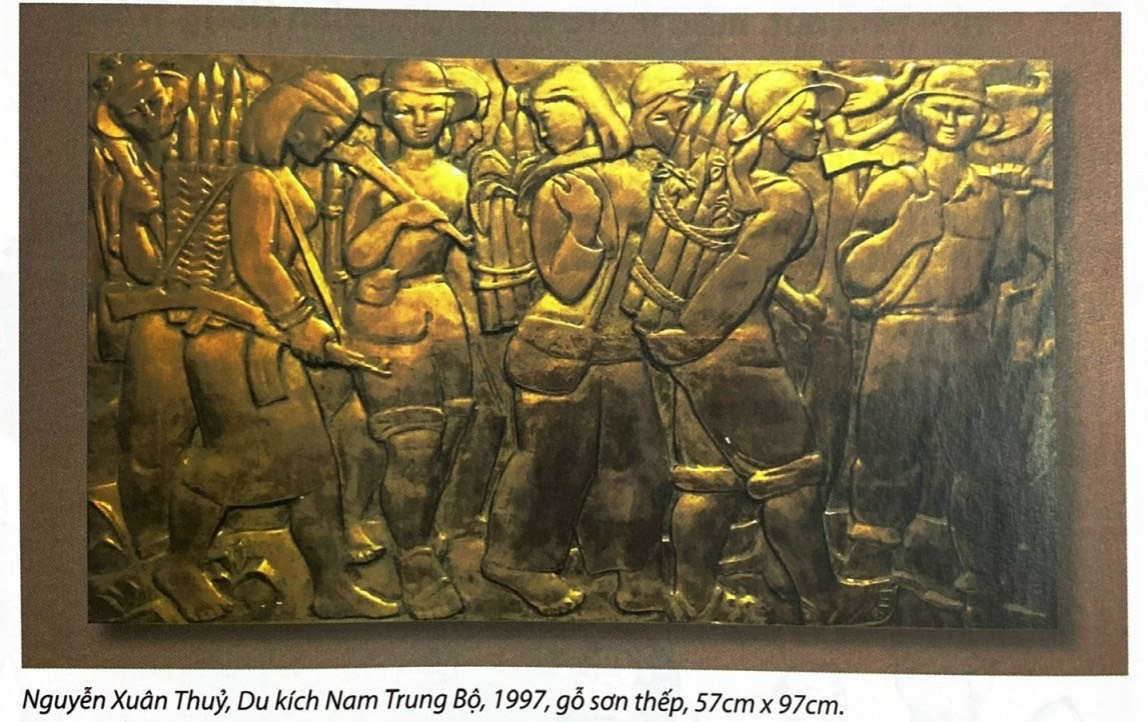 Nguyễn Xuân Thuỷ, Du kích Nam Trung Bộ, 1997, gỗ sơn thếp, 57cm x 97cm.